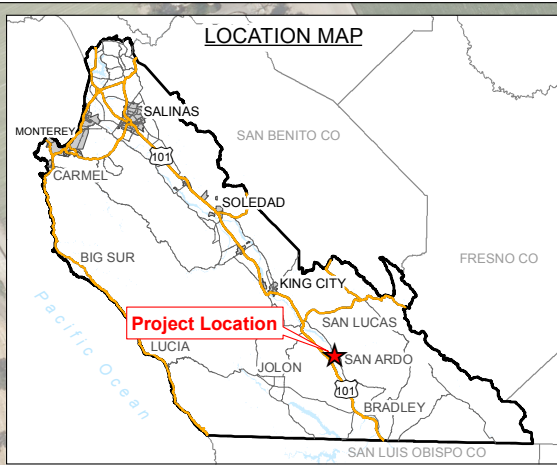 LOCATION MAP
SALINAS
MONTEREY
SAN BENITO CO
101
CARMEL
SOLEDAD
BIG SUR
FRESNO CO
KING CITY
Pacific Ocean
Project Location
SAN LUCAS
LUCIA
SAN ARDO
JOLON
101
BRADLEY
SAN LUIS OBISPO CO